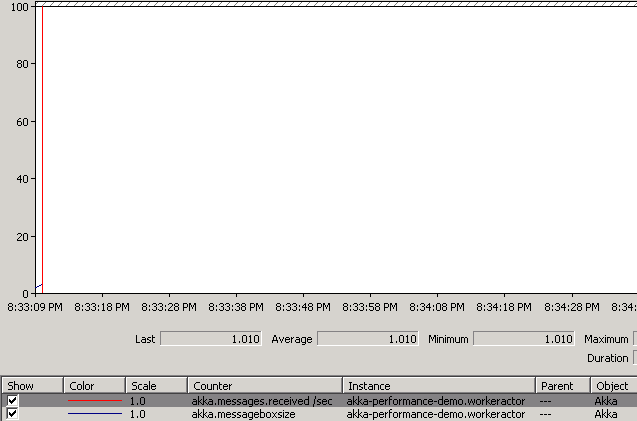 100
80
60
40
20
0
8:33:09 PM 8:33:18 PM 8:33:28 PM 8:33:38 PM 8:33:48 PM 8:33:58 PM 8:34:08 PM 8:34:18 PM 8:34:28 PM 8:34:
Last 1.010 Average 1.010 Minimum 1.010 Maximum
Duration
Show Color Scale Counter Instance Parent Object
1.0 akka.messages.received /sec akka-performance-demo.workeractor --- Akka
1.0 akka.messageboxsize akka-performance-demo.workeractor --- Akka